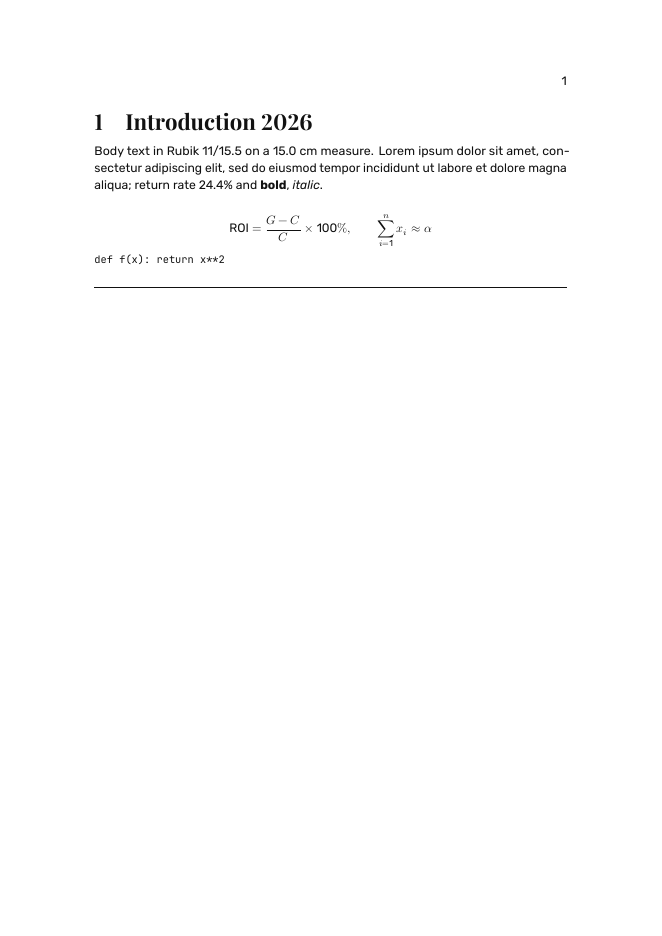 1
1 Introduction 2026
Body text in Rubik 11/15.5 on a 15.0 cm measure. Lorem ipsum dolor sit amet, con-
sectetur adipiscing elit, sed do eiusmod tempor incididunt ut labore et dolore magna
aliqua; return rate 24.4% and bold, italic.
ROI = \frac{G − C}{C} × 100%, \sum_{i=1}^{n} x_i ≈ α
def f(x): return x**2